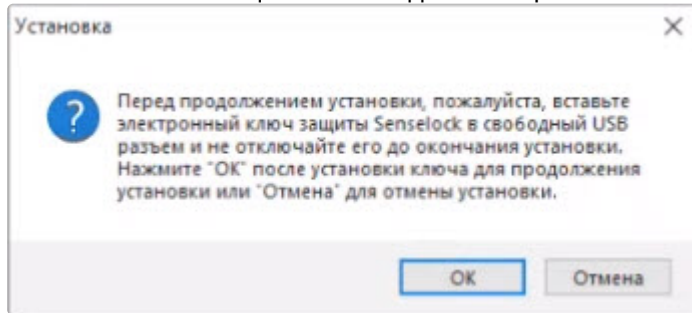 Установка
Перед продолжением установки, пожалуйста, вставьте
электронный ключ защиты Senselock в свободный USB
разъем и не отключайте его до окончания установки.
Нажмите "ОК" после установки ключа для продолжения
установки или "Отмена" для отмены установки.
ОК
Отмена